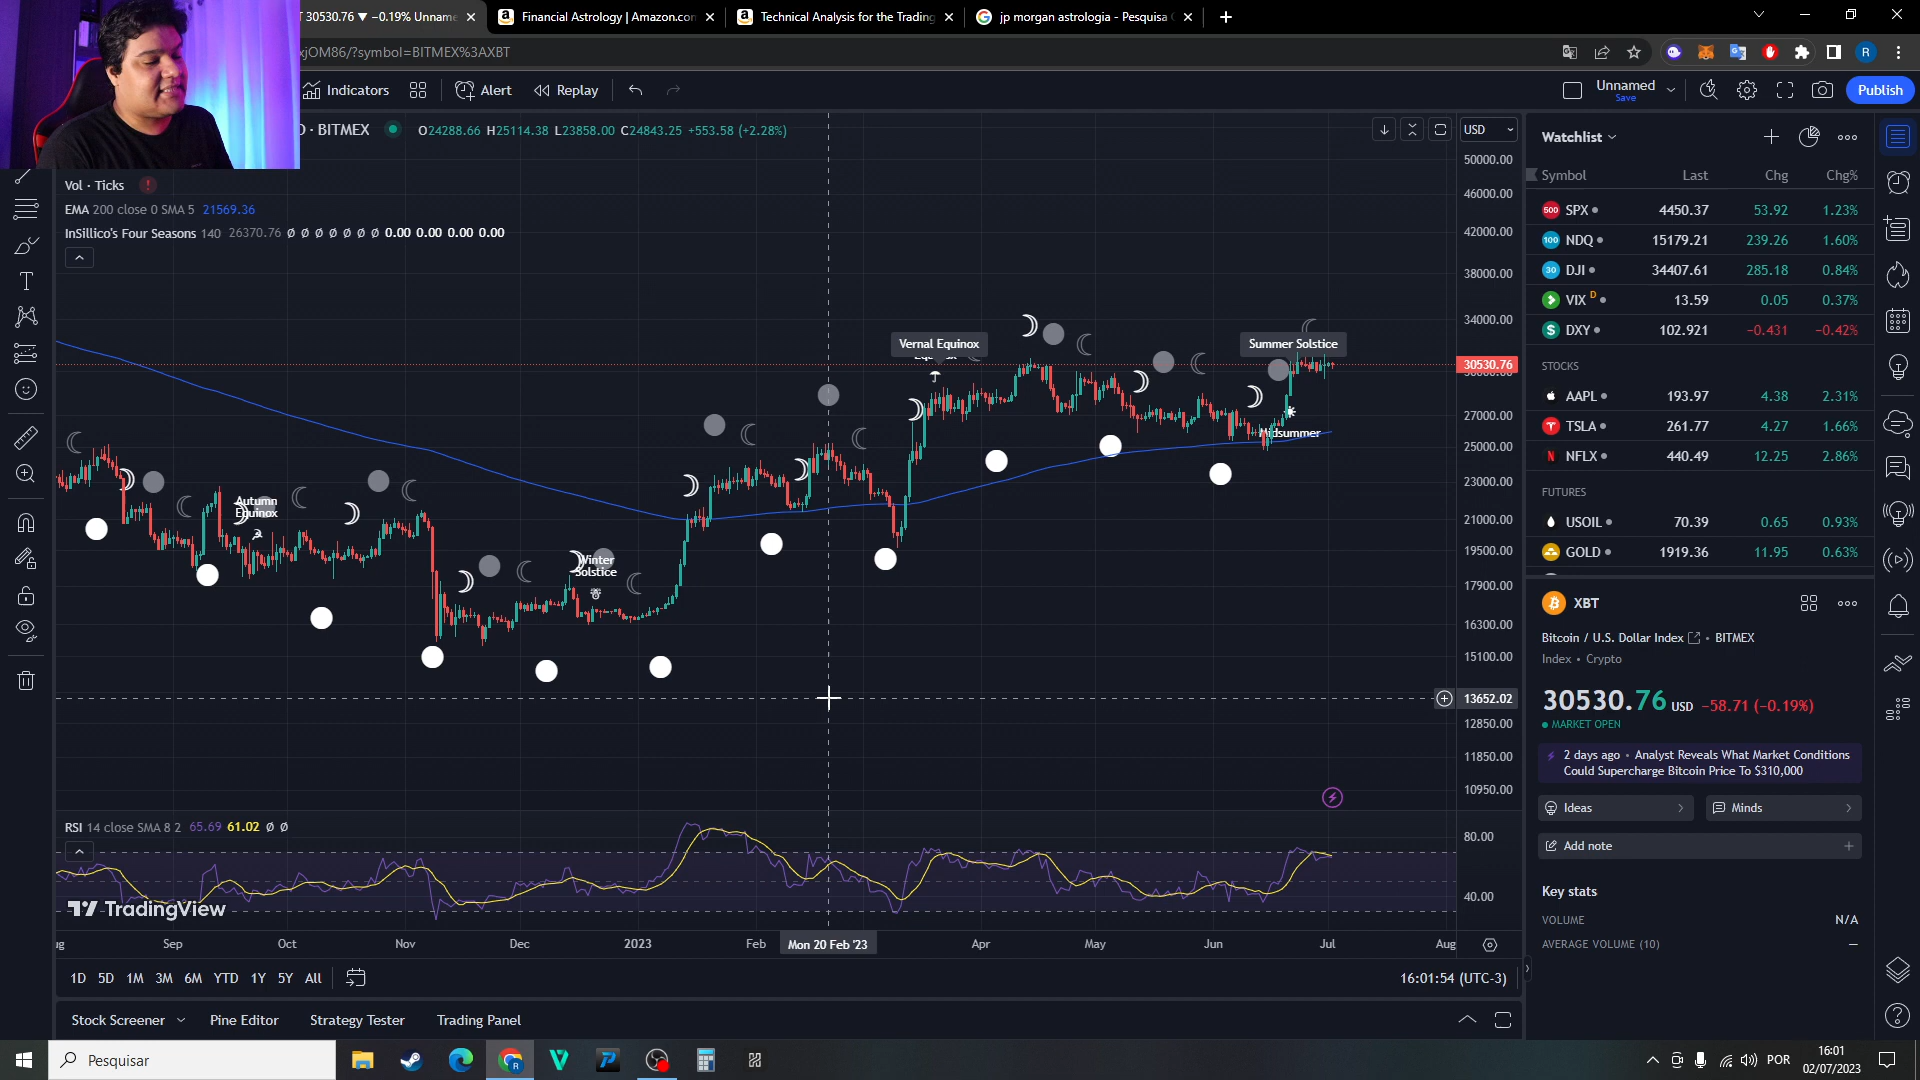 30530.76 ▼ −0.19% Unname
Financial Astrology | Amazon.con
Technical Analysis for the Trading
jp morgan astrologia - Pesquisa
xjOM86/?symbol=BITMEX%3AXBT
Indicators
Alert
Replay
Unnamed
Save
Publish
· BITMEX
O24288.66 H25114.38 L23858.00 C24843.25 +553.58 (+2.28%)
USD
Vol · Ticks
EMA 200 close 0 SMA 5 21569.36
InSillico's Four Seasons 140 26370.76 Ø Ø Ø Ø Ø Ø Ø 0.00 0.00 0.00 0.00
50000.00
46000.00
42000.00
38000.00
34000.00
30530.76
27000.00
25000.00
23000.00
21000.00
19500.00
17900.00
16300.00
15100.00
13652.02
12850.00
11850.00
10950.00
Vernal Equinox
Summer Solstice
Midsummer
Autumn
Equinox
Winter
Solstice
RSI 14 close SMA 8 2 65.69 61.02 Ø Ø
80.00
40.00
TradingView
Sep Oct Nov Dec 2023 Feb Mon 20 Feb '23 Apr May Jun Jul Aug
1D 5D 1M 3M 6M YTD 1Y 5Y All
16:01:54 (UTC-3)
Stock Screener
Pine Editor
Strategy Tester
Trading Panel
Watchlist
Symbol Last Chg Chg%
500 SPX 4450.37 53.92 1.23%
100 NDQ 15179.21 239.26 1.60%
30 DJI 34407.61 285.18 0.84%
VIX D 13.59 0.05 0.37%
$ DXY 102.921 −0.431 −0.42%
STOCKS
AAPL 193.97 4.38 2.31%
TSLA 261.77 4.27 1.66%
NFLX 440.49 12.25 2.86%
FUTURES
USOIL 70.39 0.65 0.93%
GOLD 1919.36 11.95 0.63%
XBT
Bitcoin / U.S. Dollar Index • BITMEX
Index • Crypto
30530.76 USD −58.71 (−0.19%)
MARKET OPEN
2 days ago • Analyst Reveals What Market Conditions
Could Supercharge Bitcoin Price To $310,000
Ideas
Minds
Add note
Key stats
VOLUME N/A
AVERAGE VOLUME (10) —
Pesquisar
POR
16:01
02/07/2023